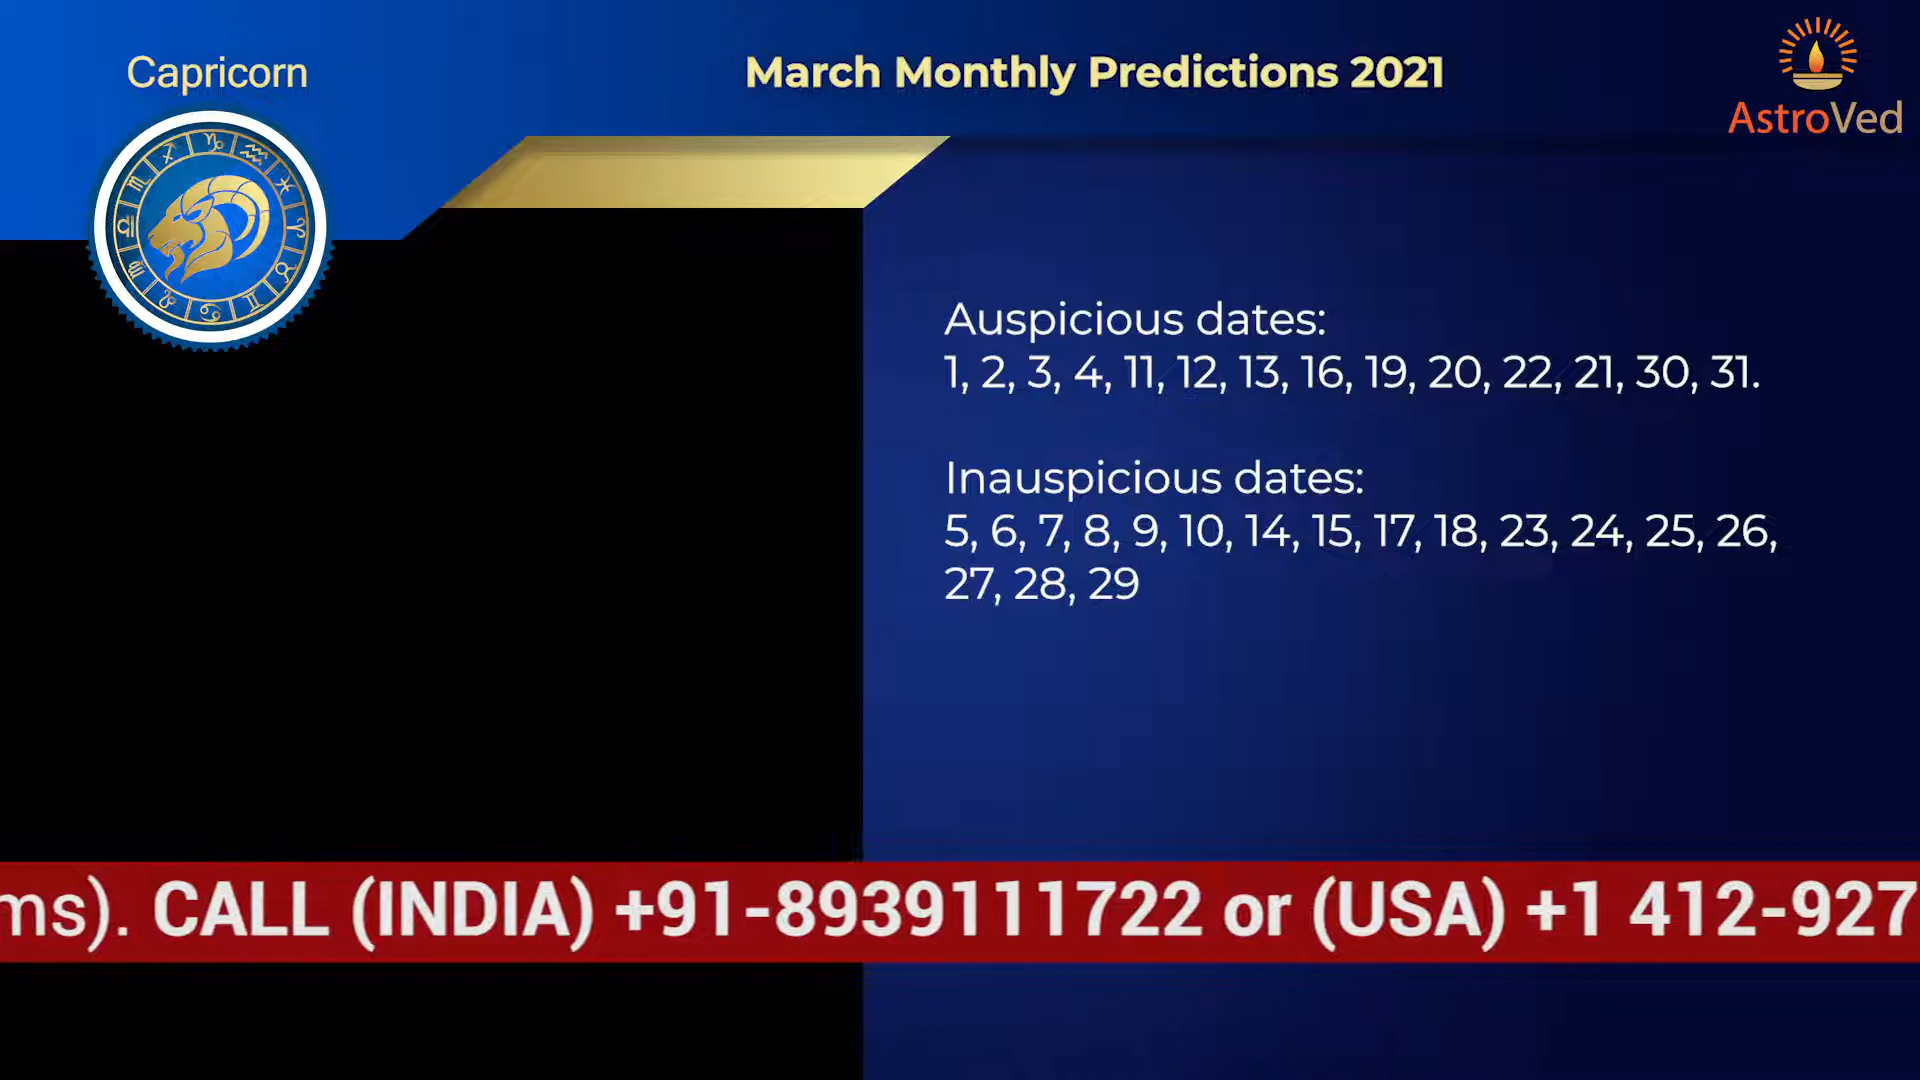 Capricorn
March Monthly Predictions 2021
AstroVed
Auspicious dates:
1, 2, 3, 4, 11, 12, 13, 16, 19, 20, 22, 21, 30, 31.
Inauspicious dates:
5, 6, 7, 8, 9, 10, 14, 15, 17, 18, 23, 24, 25, 26,
27, 28, 29
ms). CALL (INDIA) +91-8939111722 or (USA) +1 412-927